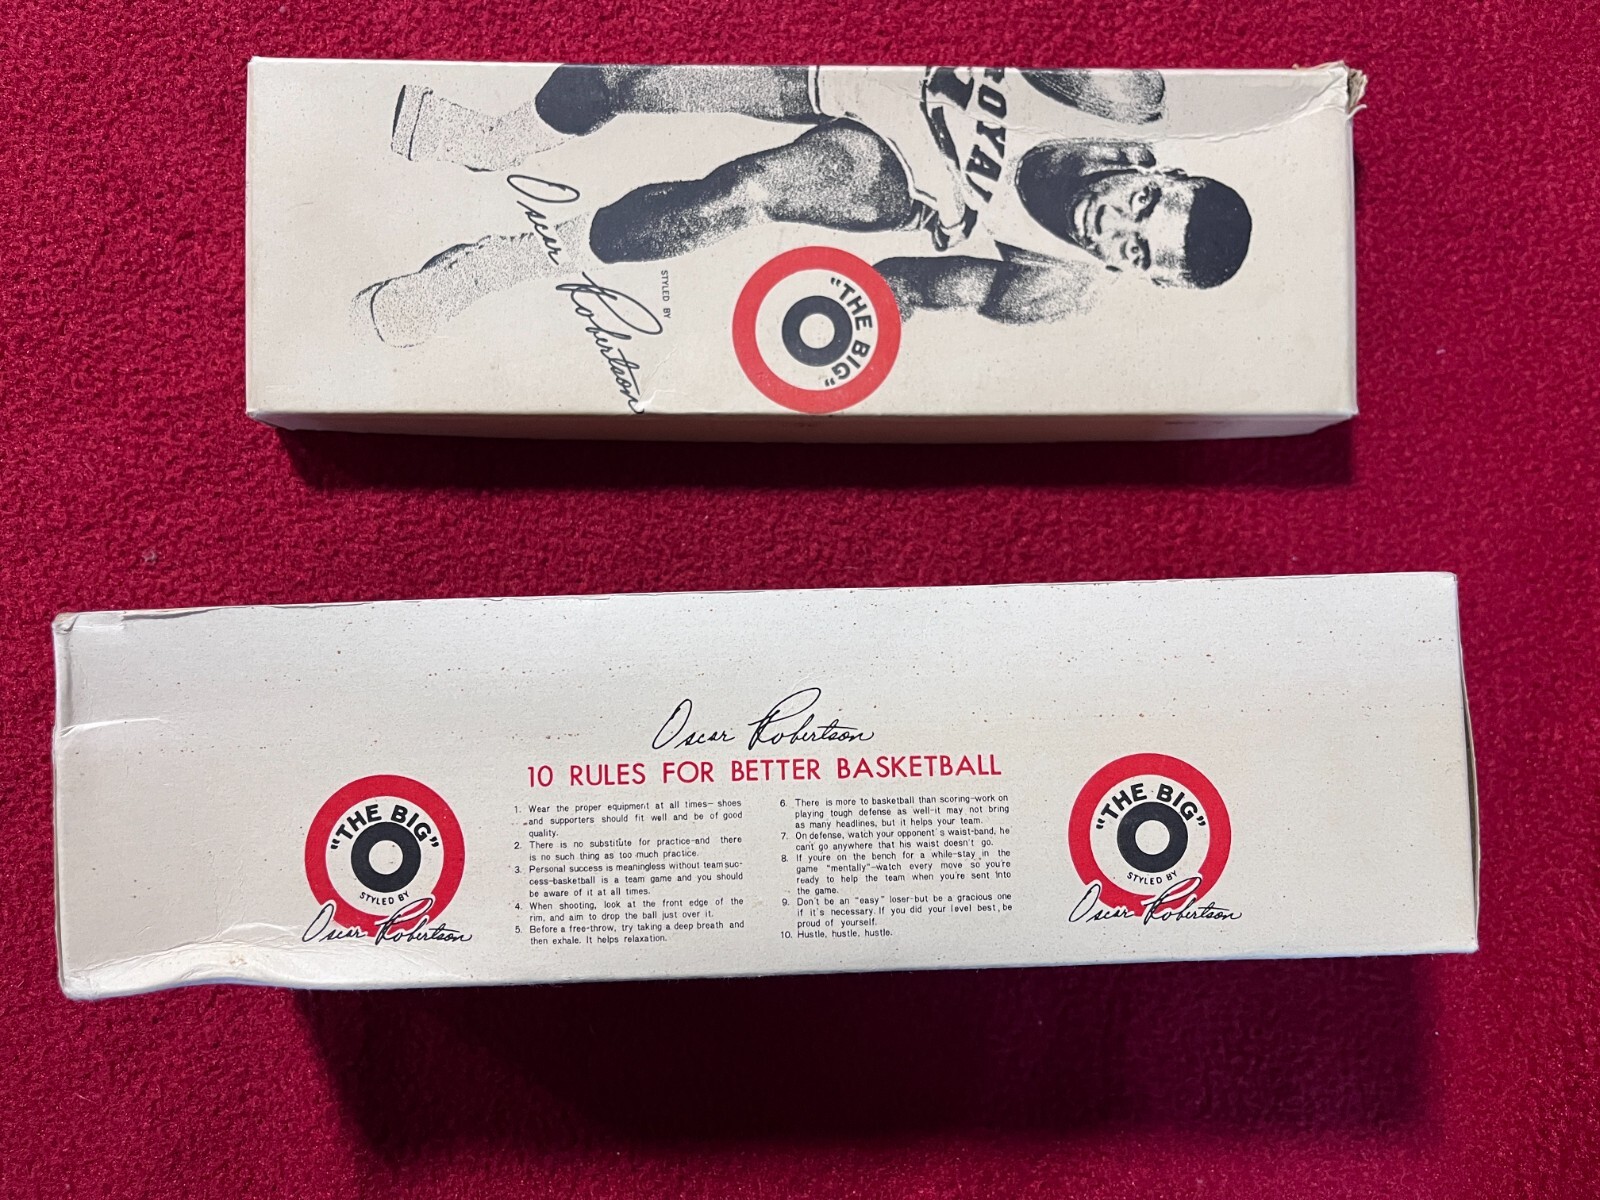 ROYAL
Oscar Robertson
STYLED BY
"THE BIG"
O
Oscar Robertson
10 RULES FOR BETTER BASKETBALL
"THE BIG"
O
STYLED BY
Oscar Robertson
1. Wear the proper equipment at all times- shoes
and supporters should fit well and be of good
quality.
2. There is no substitute for practice-and there
is no such thing as too much practice.
3. Personal success is meaningless without team suc-
cess-basketball is a team game and you should
be aware of it at all times.
4. When shooting, look at the front edge of the
rim, and aim to drop the ball just over it.
5. Before a free-throw, try taking a deep breath and
then exhale. It helps relaxation.
6. There is more to basketball than scoring-work on
playing tough defense as well-it may not bring
as many headlines, but it helps your team.
7. On defense, watch your opponent's waist-band, he
can't go anywhere that his waist doesn't go.
8. If you're on the bench for a while-stay in the
game "mentally"-watch every move so you're
ready to help the team when you're sent into
the game.
9. Don't be an "easy" loser-but be a gracious one
if it's necessary. If you did your level best, be
proud of yourself.
10. Hustle, hustle, hustle.
"THE BIG"
O
STYLED BY
Oscar Robertson